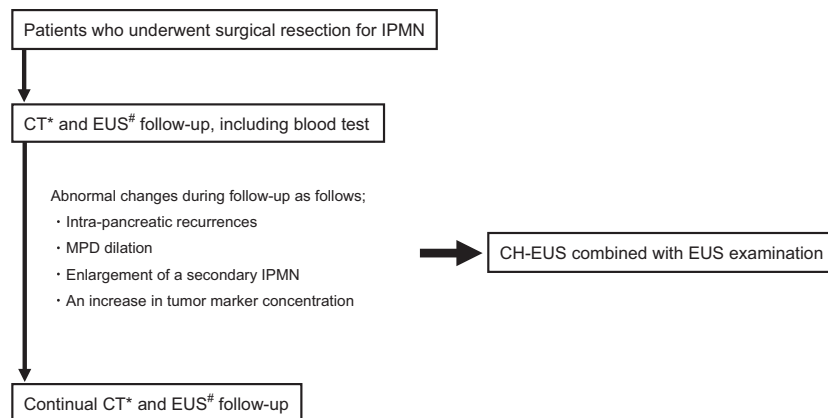 Patients who underwent surgical resection for IPMN
CT* and EUS# follow-up, including blood test
Abnormal changes during follow-up as follows;
・Intra-pancreatic recurrences
・MPD dilation
・Enlargement of a secondary IPMN
・An increase in tumor marker concentration
CH-EUS combined with EUS examination
Continual CT* and EUS# follow-up